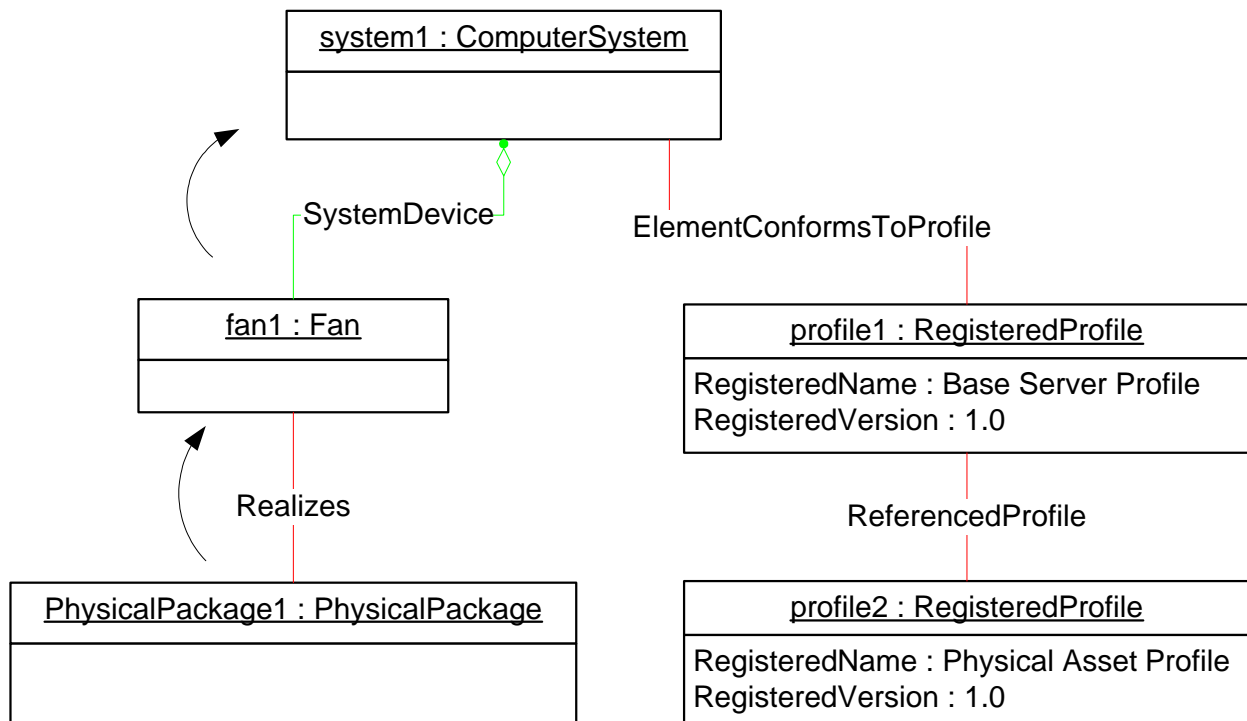 system1 : ComputerSystem
SystemDevice
ElementConformsToProfile
fan1 : Fan
profile1 : RegisteredProfile
RegisteredName : Base Server Profile
RegisteredVersion : 1.0
Realizes
ReferencedProfile
PhysicalPackage1 : PhysicalPackage
profile2 : RegisteredProfile
RegisteredName : Physical Asset Profile
RegisteredVersion : 1.0